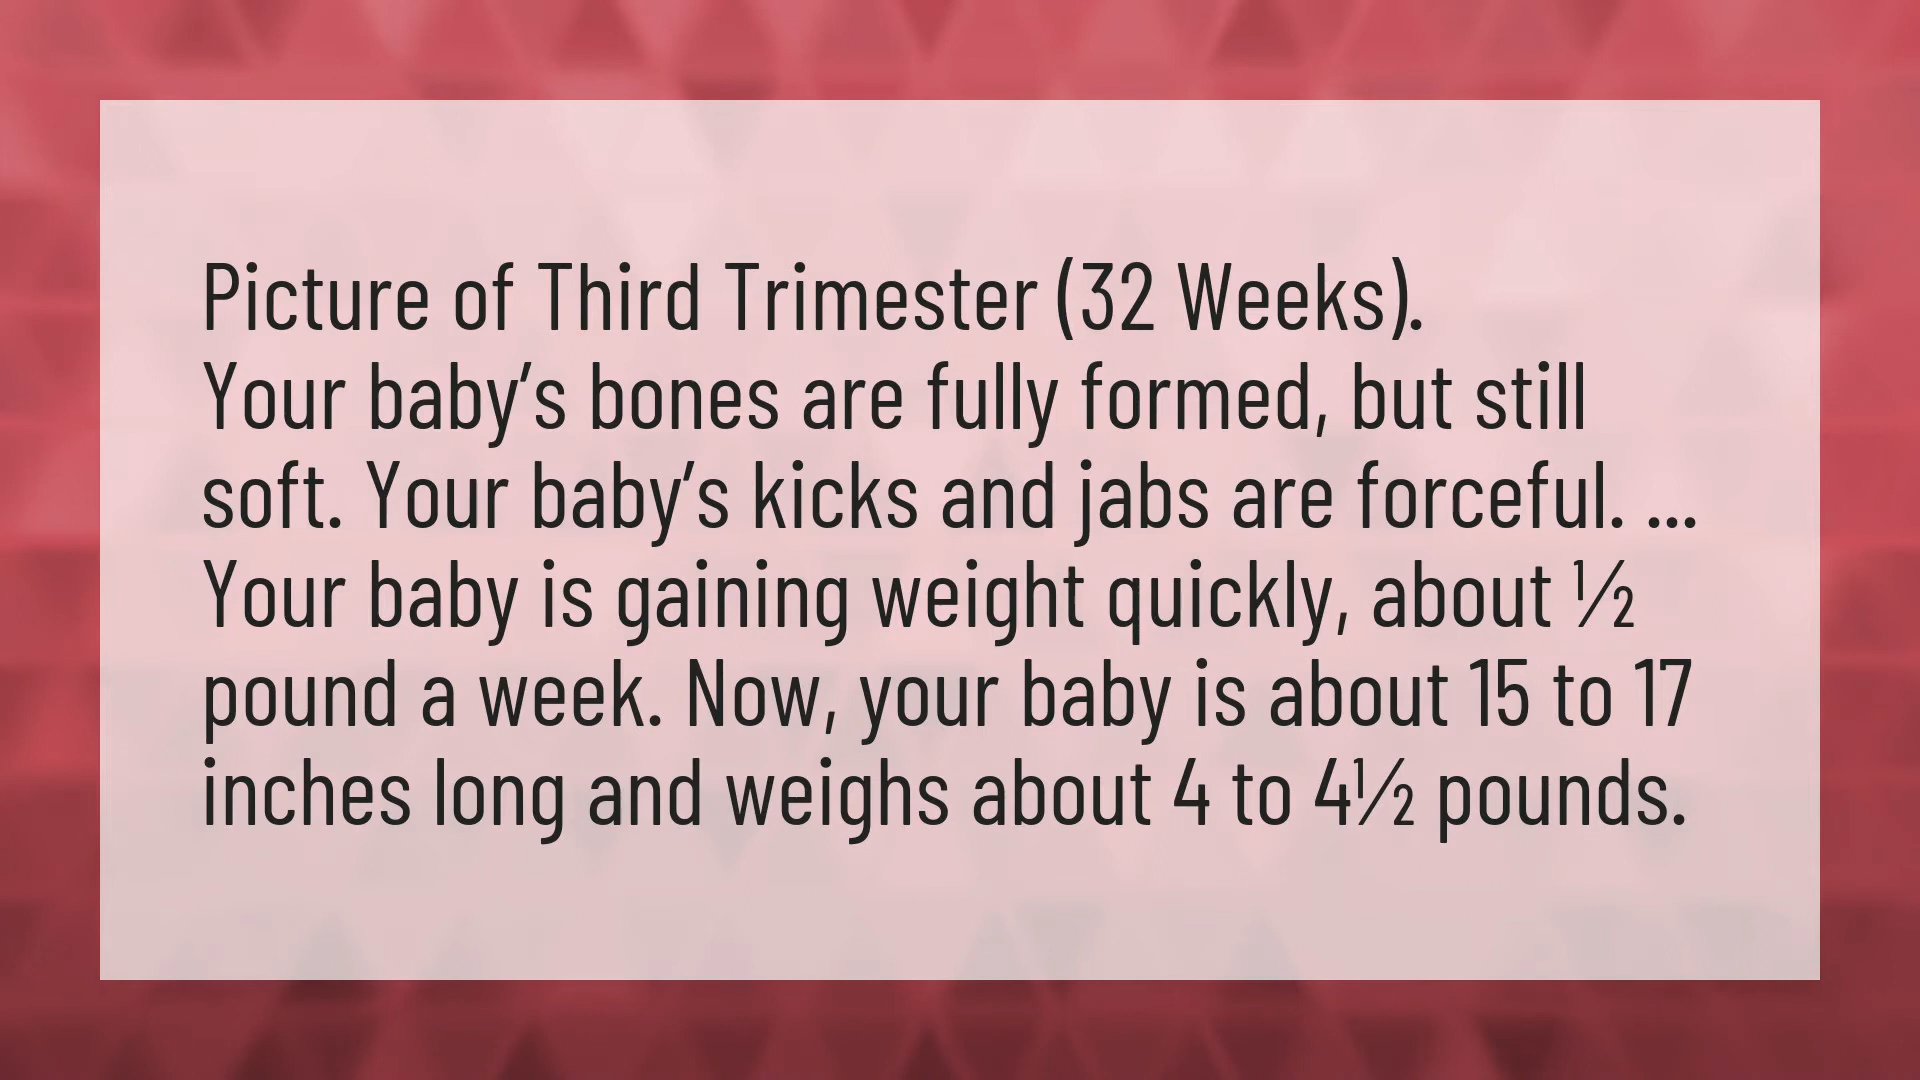 Picture of Third Trimester (32 Weeks).
Your baby's bones are fully formed, but still
soft. Your baby's kicks and jabs are forceful. ...
Your baby is gaining weight quickly, about ½
pound a week. Now, your baby is about 15 to 17
inches long and weighs about 4 to 4½ pounds.